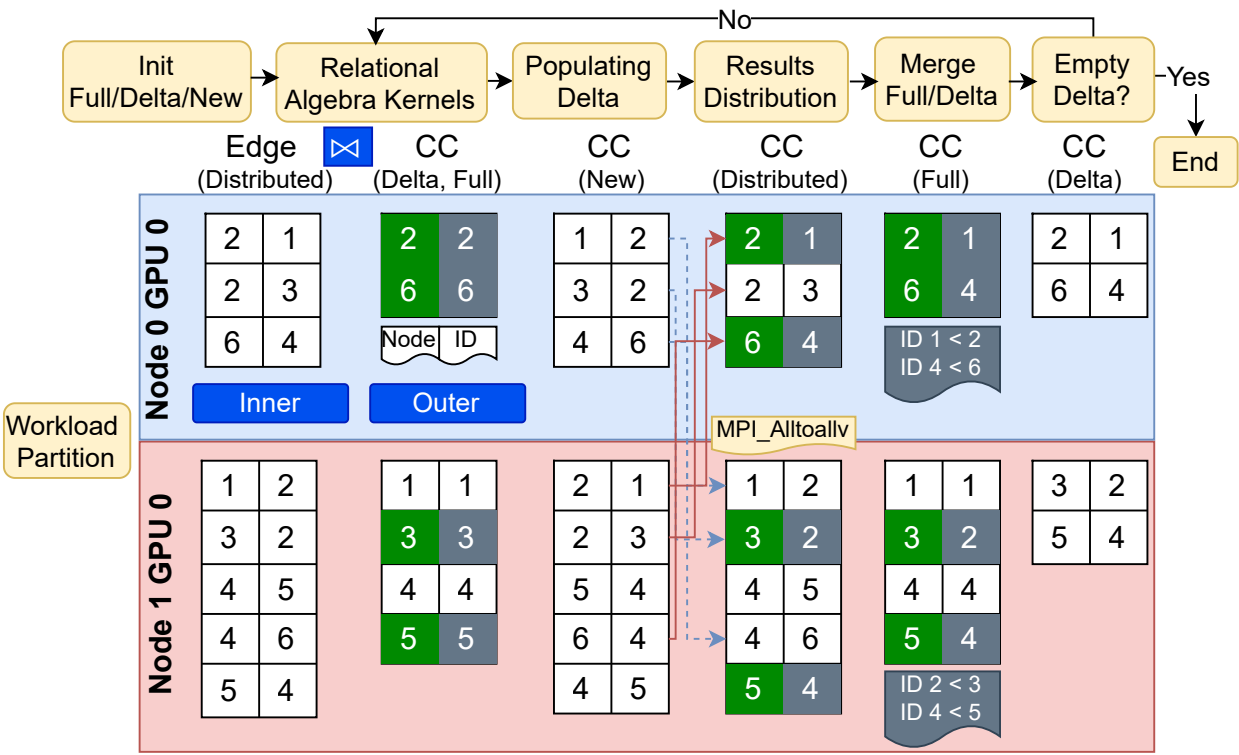 No
Init
Full/Delta/New
Relational
Algebra Kernels
Populating
Delta
Results
Distribution
Merge
Full/Delta
Empty
Delta?
Yes
End
Edge
(Distributed)
⋈
CC
(Delta, Full)
CC
(New)
CC
(Distributed)
CC
(Full)
CC
(Delta)
Workload
Partition
Node 0 GPU 0
2 1
2 3
6 4
Inner
2 2
6 6
Node ID
Outer
1 2
3 2
4 6
2 1
2 3
6 4
2 1
6 4
ID 1 < 2
ID 4 < 6
2 1
6 4
MPI_Alltoallv
Node 1 GPU 0
1 2
3 2
4 5
4 6
5 4
1 1
3 3
4 4
5 5
2 1
2 3
5 4
6 4
4 5
1 2
3 2
4 5
4 6
5 4
1 1
3 2
4 4
5 4
ID 2 < 3
ID 4 < 5
3 2
5 4